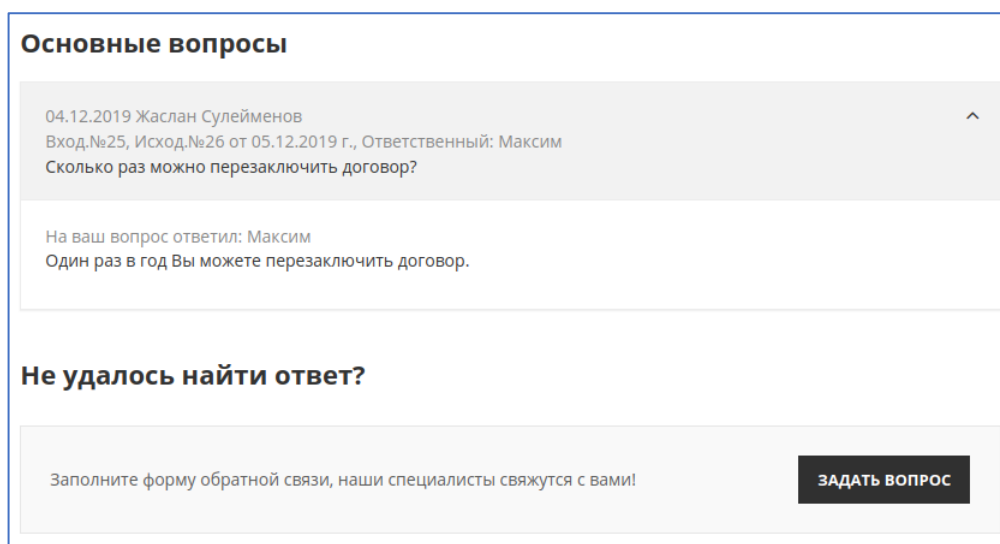 Основные вопросы
04.12.2019 Жаслан Сулейменов
Вход.№25, Исход.№26 от 05.12.2019 г., Ответственный: Максим
Сколько раз можно перезаключить договор?
На ваш вопрос ответил: Максим
Один раз в год Вы можете перезаключить договор.
Не удалось найти ответ?
Заполните форму обратной связи, наши специалисты свяжутся с вами!
ЗАДАТЬ ВОПРОС